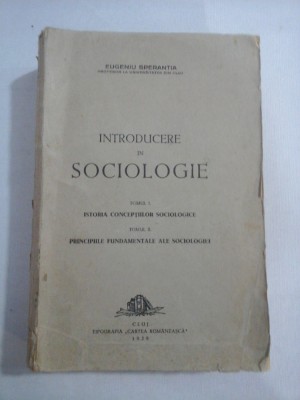 EUGENIU SPERANTIA
PROFESOR LA UNIVERSITATEA DIN CLUJ
INTRODUCERE
IN
SOCIOLOGIE
TOMUL I.
ISTORIA CONCEPȚIILOR SOCIOLOGICE
TOMUL II.
PRINCIPIILE FUNDAMENTALE ALE SOCIOLOGIEI
CLUJ
TIPOGRAFIA „CARTEA ROMÂNEASCĂ”